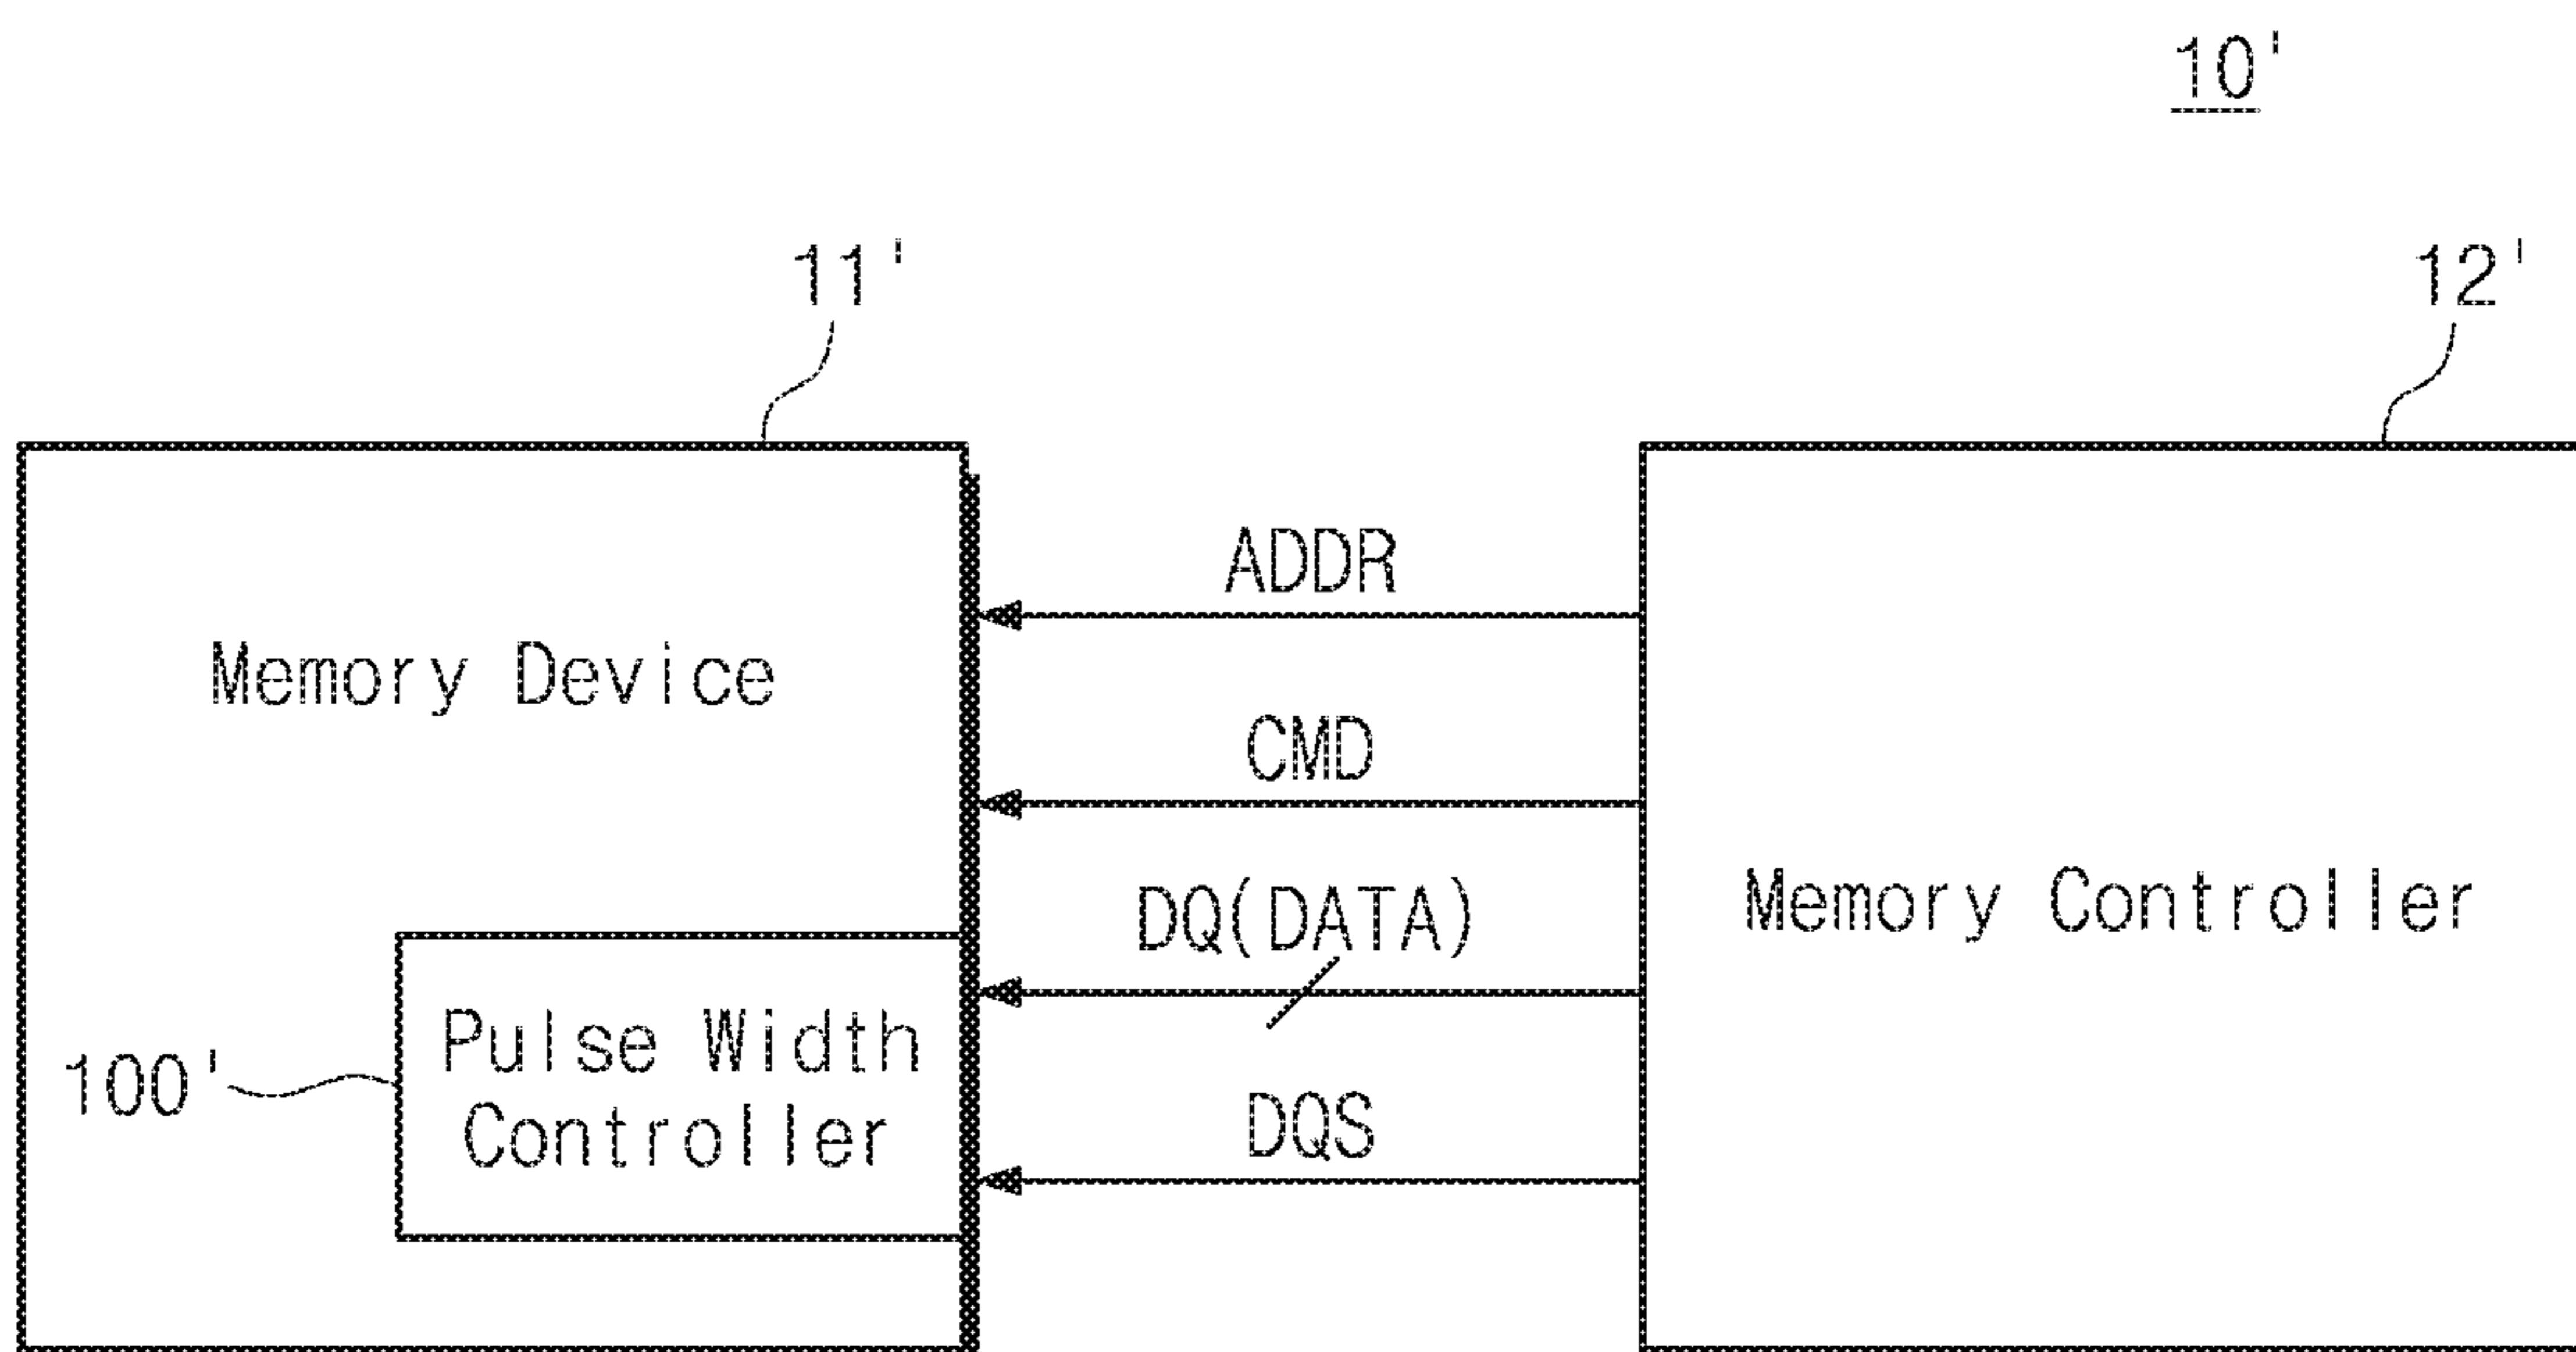 10'
11'
12'
ADDR
Memory Device
CMD
DQ(DATA)
Memory Controller
Pulse Width
Controller
100'
DQS